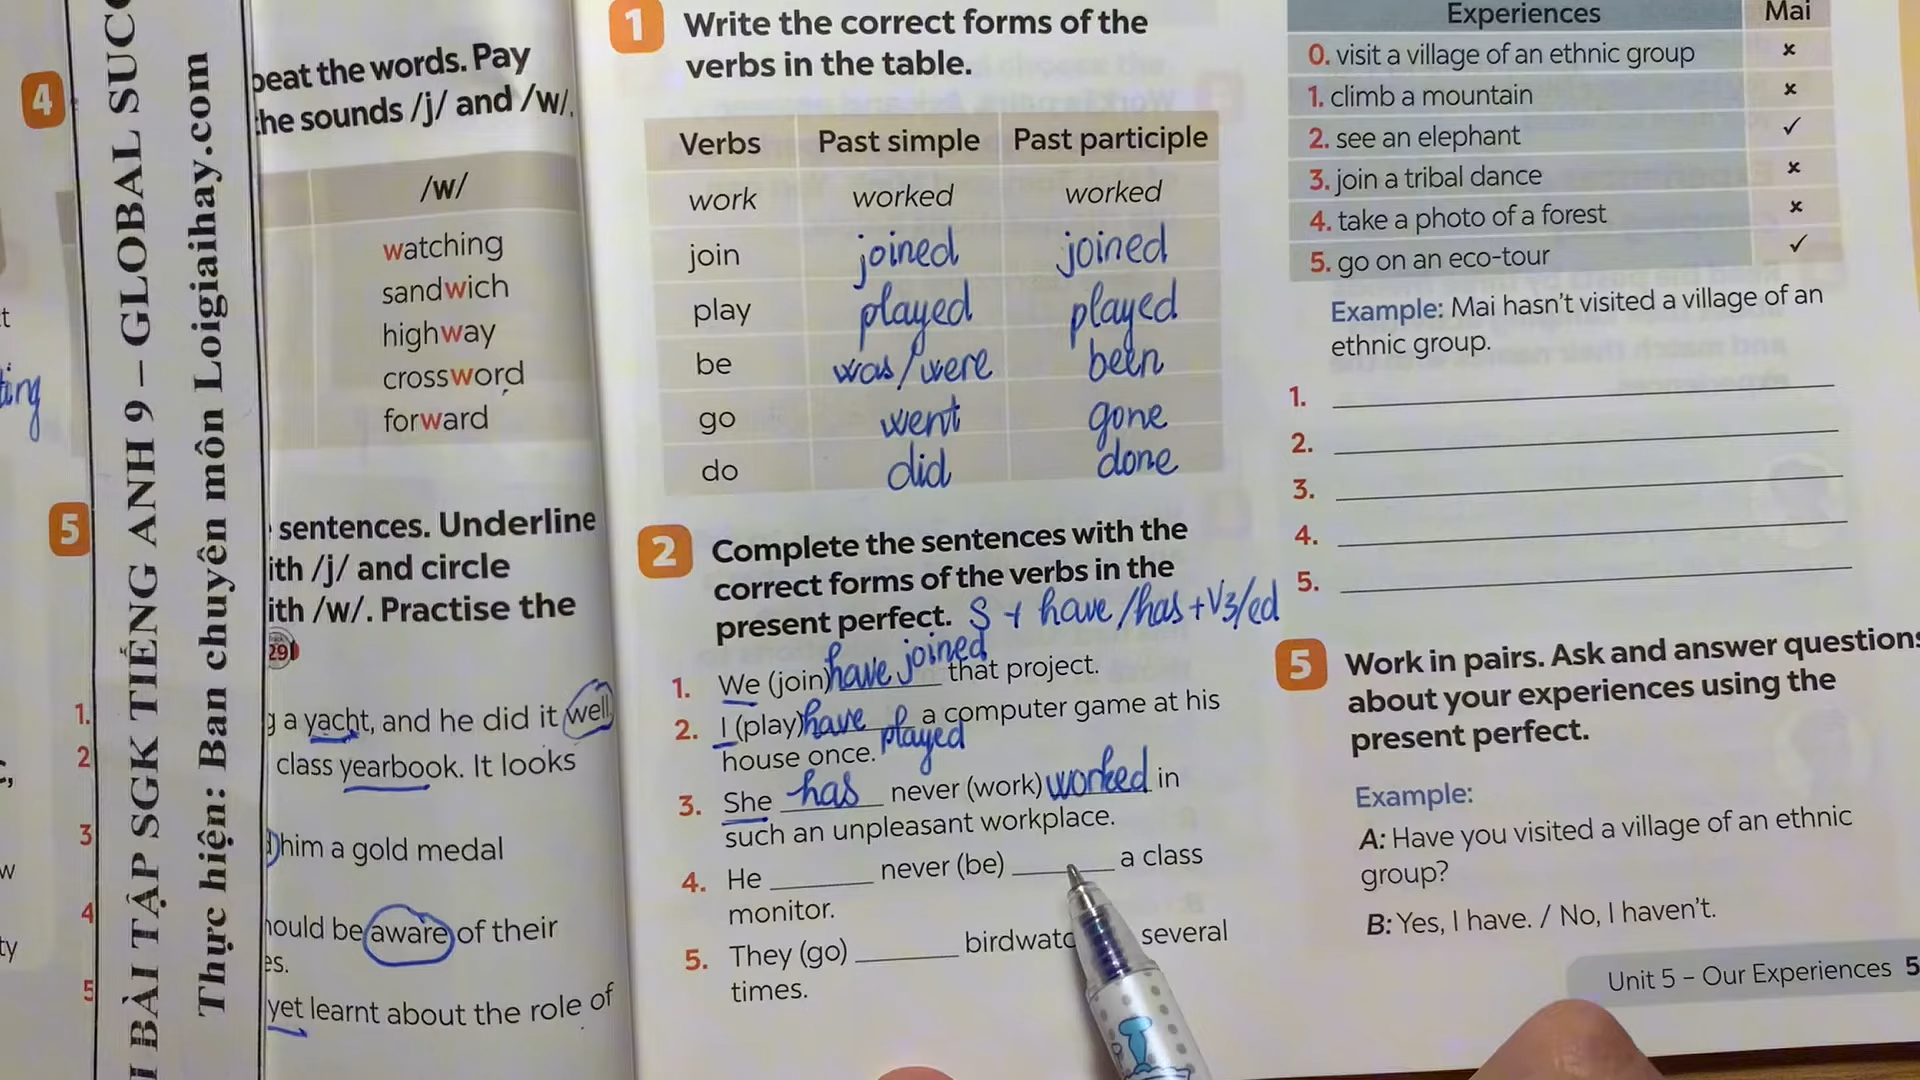 I BÀI TẬP SGK TIẾNG ANH 9 – GLOBAL SUCC
Thực hiện: Ban chuyên môn Loigiaihay.com
4
peat the words. Pay
the sounds /j/ and /w/.
/w/
watching
sandwich
highway
crossword
forward
5
sentences. Underline
ith /j/ and circle
ith /w/. Practise the
29
1.
g a yacht, and he did it well
2
class yearbook. It looks
3
him a gold medal
4
hould be aware of their
es.
5
yet learnt about the role of
1 Write the correct forms of the
verbs in the table.
Verbs Past simple Past participle
work worked worked
join joined joined
play played played
be was/were been
go went gone
do did done
2 Complete the sentences with the
correct forms of the verbs in the
present perfect. S + have/has + V3/ed
1. We (join) have joined that project.
2. I (play) have played a computer game at his
house once.
3. She has never (work) worked in
such an unpleasant workplace.
4. He ________ never (be) ________ a class
monitor.
5. They (go) ________ birdwatc several
times.
Experiences Mai
0. visit a village of an ethnic group ×
1. climb a mountain ×
2. see an elephant ✓
3. join a tribal dance ×
4. take a photo of a forest ×
5. go on an eco-tour ✓
Example: Mai hasn't visited a village of an
ethnic group.
1.
2.
3.
4.
5.
5 Work in pairs. Ask and answer questions
about your experiences using the
present perfect.
Example:
A: Have you visited a village of an ethnic
group?
B: Yes, I have. / No, I haven't.
Unit 5 – Our Experiences 5